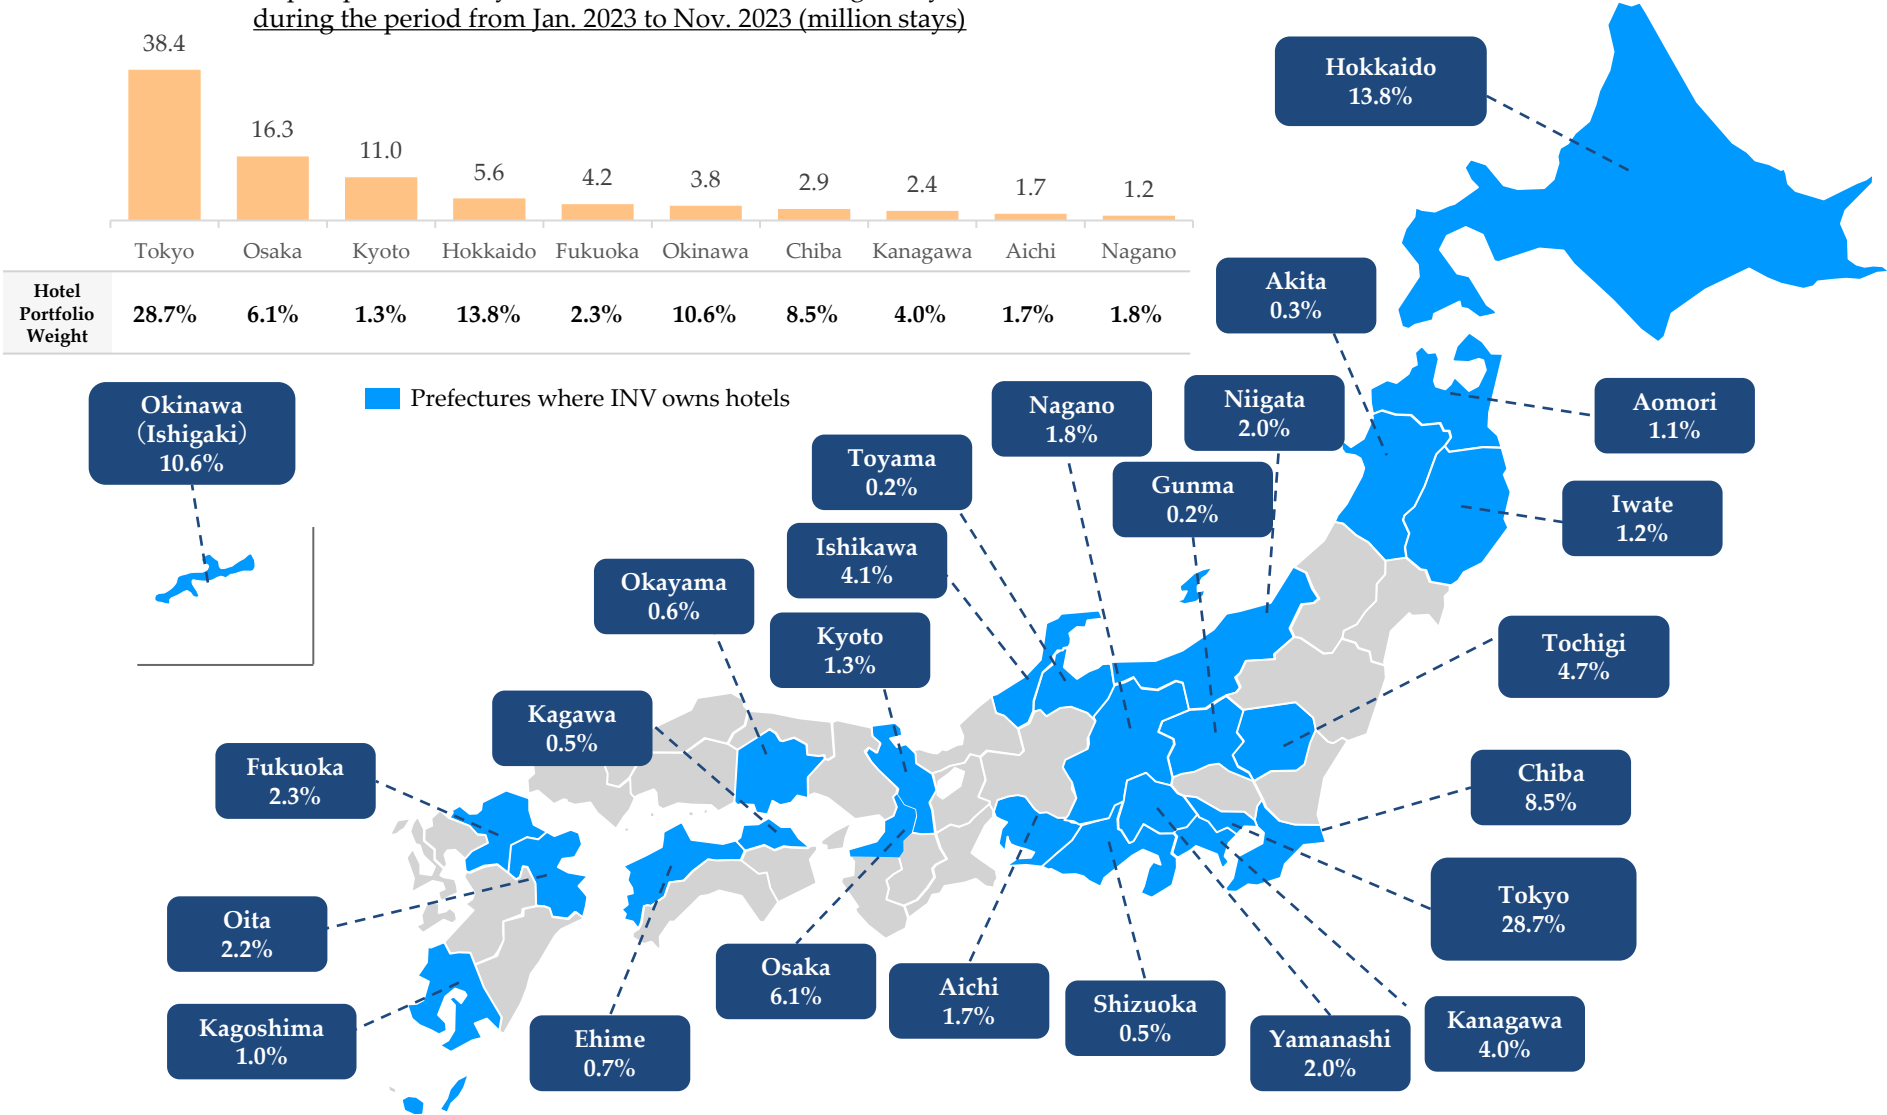 during the period from Jan. 2023 to Nov. 2023 (million stays)
38.4
16.3
11.0
5.6
4.2
3.8
2.9
2.4
1.7
1.2
Tokyo
Osaka
Kyoto
Hokkaido
Fukuoka
Okinawa
Chiba
Kanagawa
Aichi
Nagano
Hotel
Portfolio
Weight
28.7%
6.1%
1.3%
13.8%
2.3%
10.6%
8.5%
4.0%
1.7%
1.8%
Prefectures where INV owns hotels
Hokkaido
13.8%
Akita
0.3%
Aomori
1.1%
Iwate
1.2%
Okinawa
（Ishigaki）
10.6%
Nagano
1.8%
Niigata
2.0%
Toyama
0.2%
Gunma
0.2%
Ishikawa
4.1%
Okayama
0.6%
Kyoto
1.3%
Tochigi
4.7%
Kagawa
0.5%
Fukuoka
2.3%
Chiba
8.5%
Tokyo
28.7%
Oita
2.2%
Osaka
6.1%
Aichi
1.7%
Shizuoka
0.5%
Kagoshima
1.0%
Ehime
0.7%
Yamanashi
2.0%
Kanagawa
4.0%